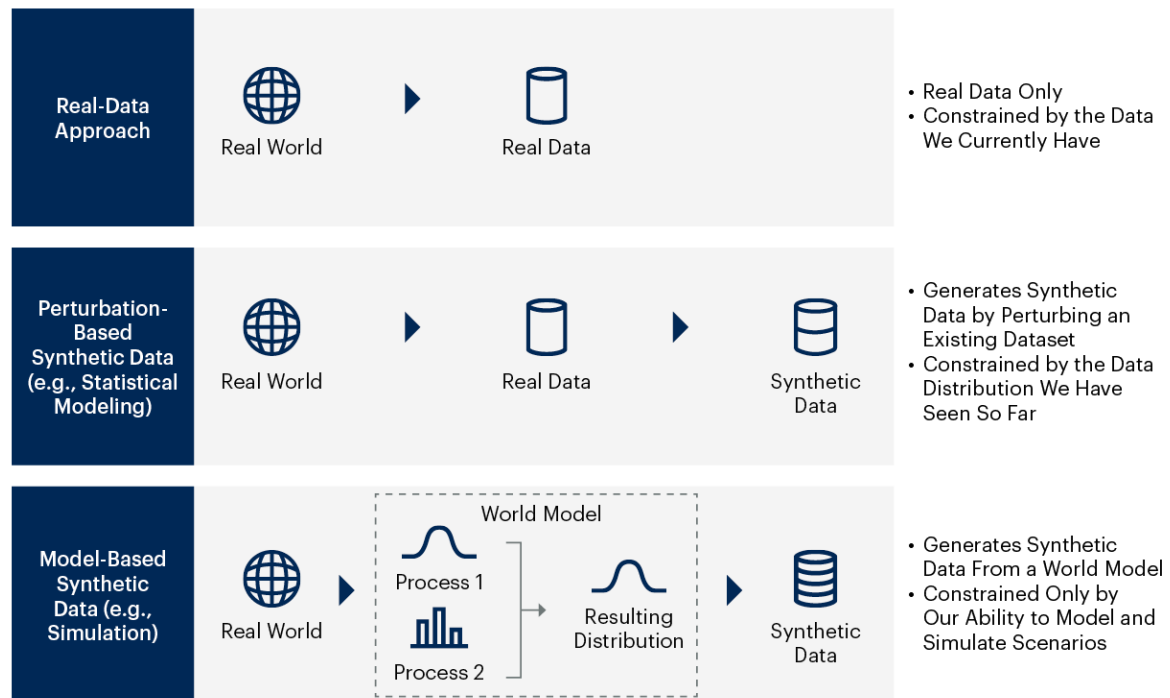 Real-Data
Approach
Real World
Real Data
• Real Data Only
• Constrained by the Data
We Currently Have
Perturbation-
Based
Synthetic Data
(e.g., Statistical
Modeling)
Real World
Real Data
Synthetic
Data
• Generates Synthetic
Data by Perturbing an
Existing Dataset
• Constrained by the Data
Distribution We Have
Seen So Far
Model-Based
Synthetic
Data (e.g.,
Simulation)
Real World
World Model
Process 1
Process 2
Resulting
Distribution
Synthetic
Data
• Generates Synthetic
Data From a World Model
• Constrained Only by
Our Ability to Model and
Simulate Scenarios